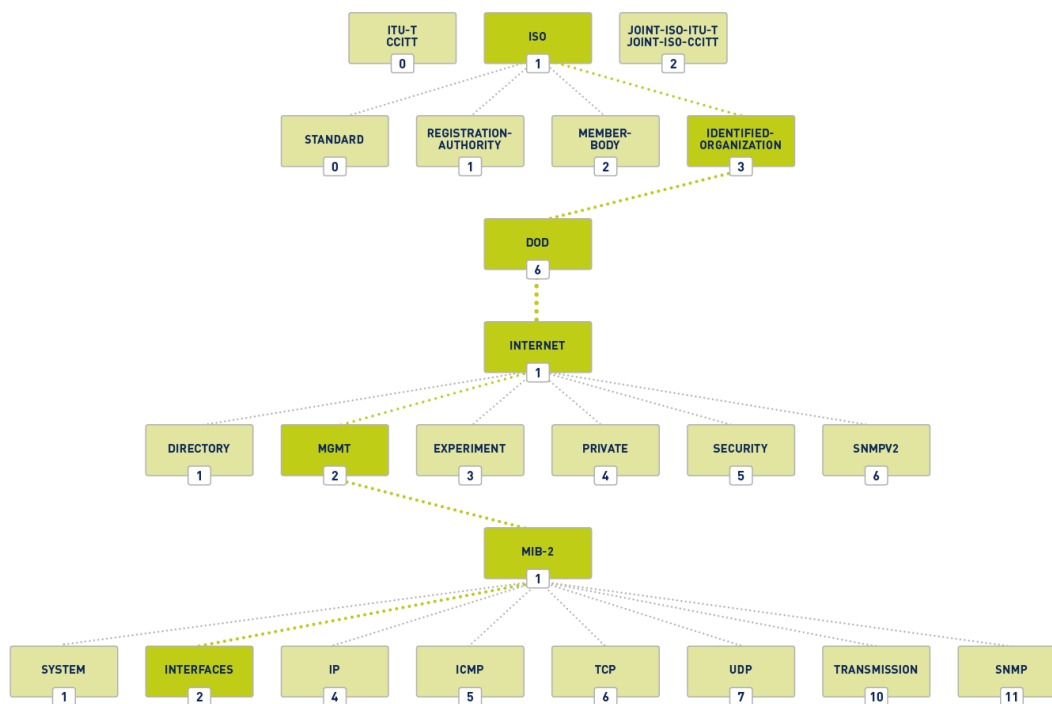 ITU-T
CCITT
0
ISO
1
JOINT-ISO-ITU-T
JOINT-ISO-CCITT
2
STANDARD
0
REGISTRATION-
AUTHORITY
1
MEMBER-
BODY
2
IDENTIFIED-
ORGANIZATION
3
DOD
6
INTERNET
1
DIRECTORY
1
MGMT
2
EXPERIMENT
3
PRIVATE
4
SECURITY
5
SNMPV2
6
MIB-2
1
SYSTEM
1
INTERFACES
2
IP
4
ICMP
5
TCP
6
UDP
7
TRANSMISSION
10
SNMP
11